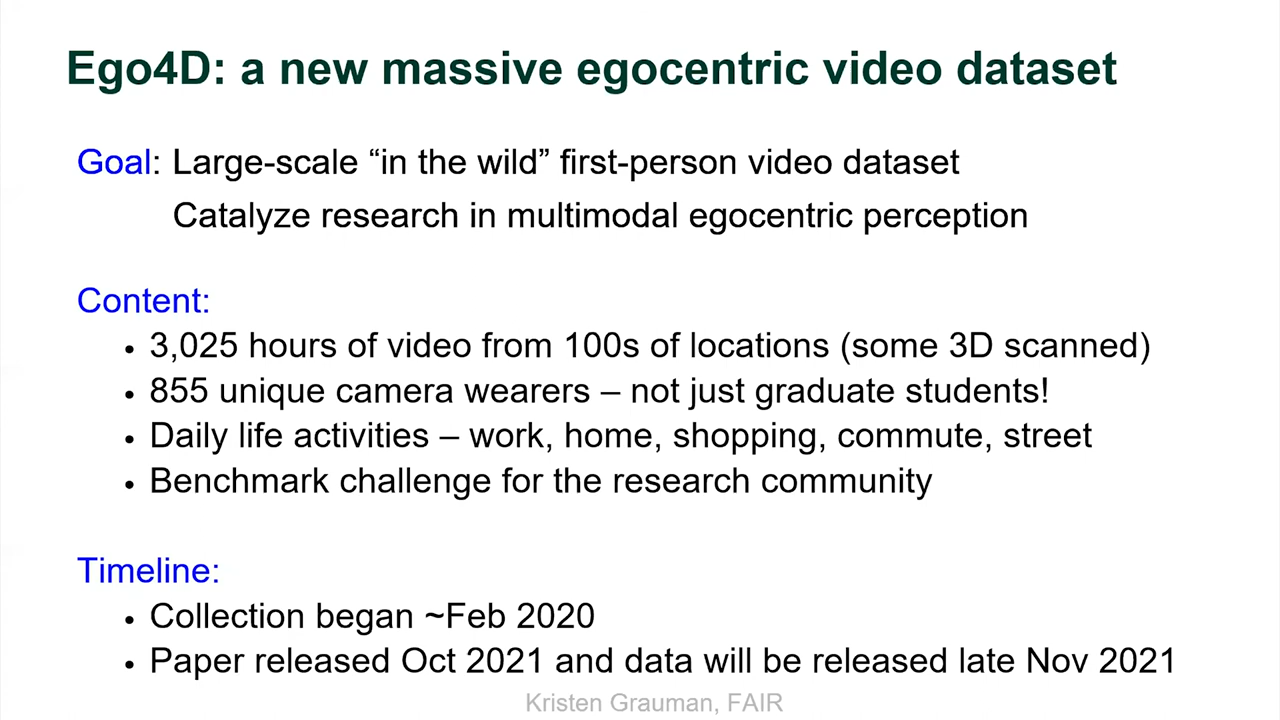 Ego4D: a new massive egocentric video dataset
Goal: Large-scale “in the wild” first-person video dataset
Catalyze research in multimodal egocentric perception
Content:
• 3,025 hours of video from 100s of locations (some 3D scanned)
• 855 unique camera wearers – not just graduate students!
• Daily life activities – work, home, shopping, commute, street
• Benchmark challenge for the research community
Timeline:
• Collection began ~Feb 2020
• Paper released Oct 2021 and data will be released late Nov 2021
Kristen Grauman, FAIR